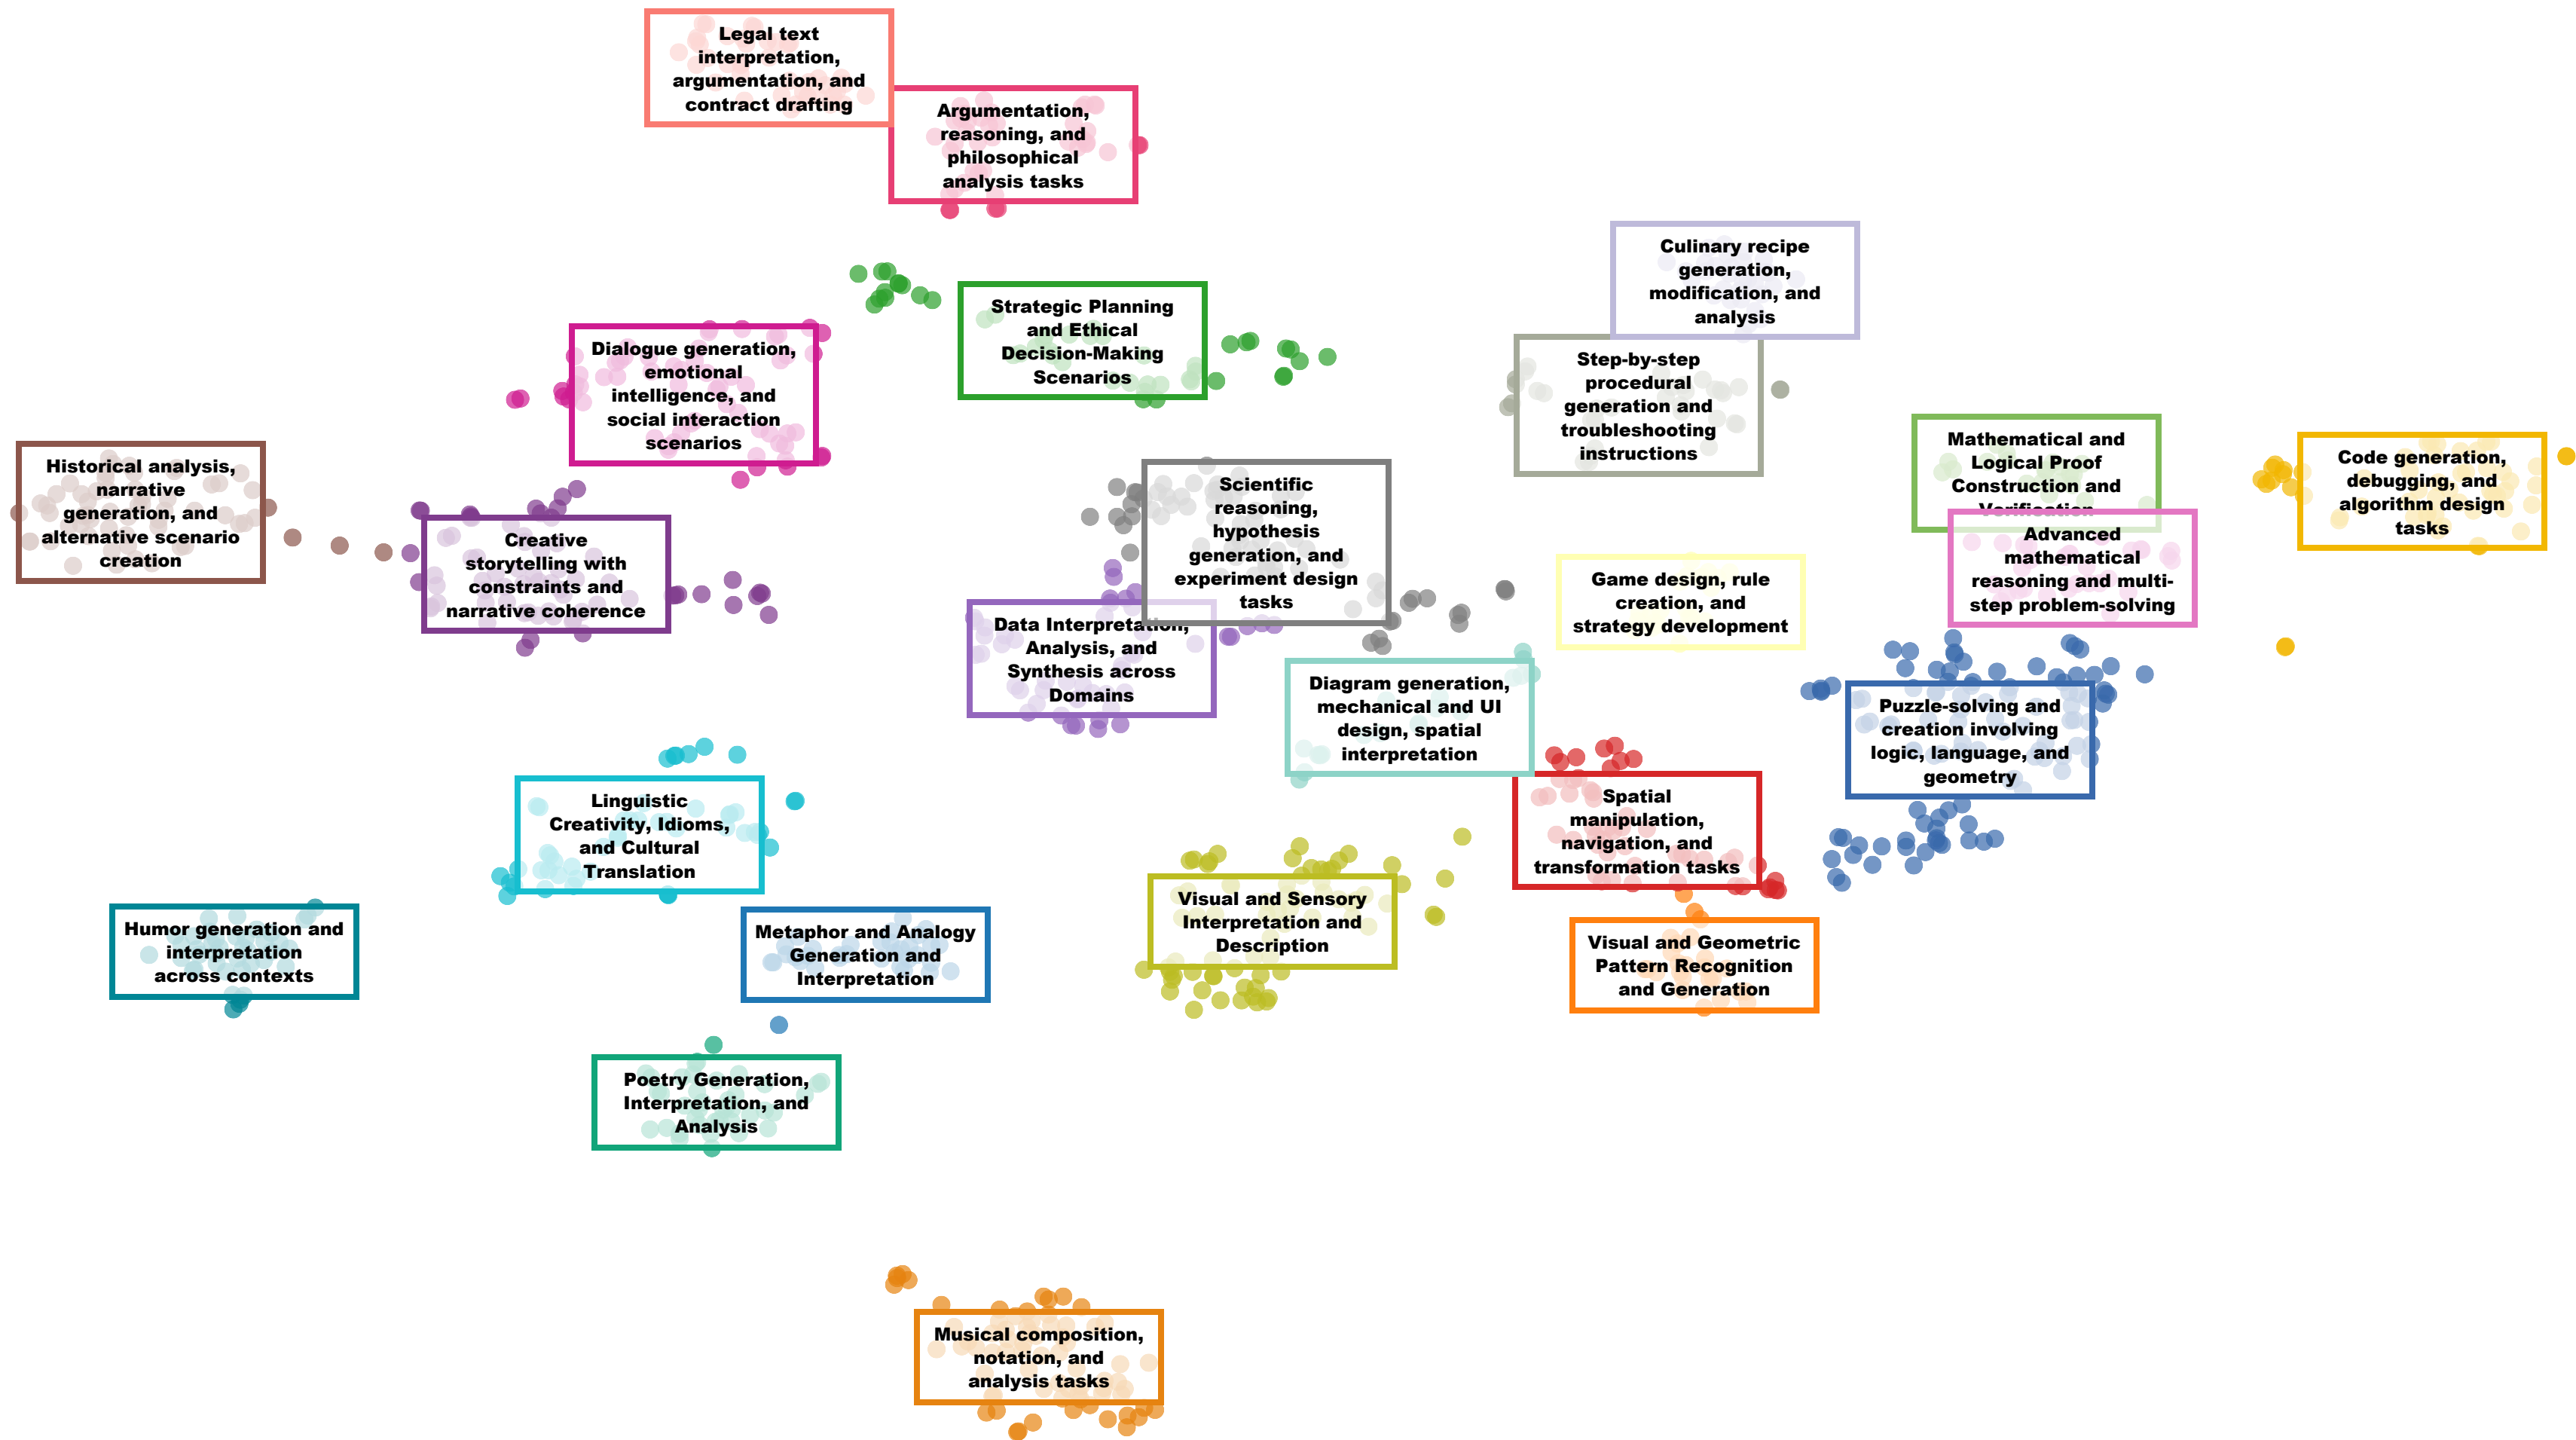 Legal text
interpretation,
argumentation, and
contract drafting
Argumentation,
reasoning, and
philosophical
analysis tasks
Culinary recipe
generation,
modification, and
analysis
Strategic Planning
and Ethical
Decision-Making
Scenarios
Dialogue generation,
emotional
intelligence, and
social interaction
scenarios
Step-by-step
procedural
generation and
troubleshooting
instructions
Historical analysis,
narrative
generation, and
alternative scenario
creation
Mathematical and
Logical Proof
Construction and
Verification
Code generation,
debugging, and
algorithm design
tasks
Creative
storytelling with
constraints and
narrative coherence
Scientific
reasoning,
hypothesis
generation, and
experiment design
tasks
Advanced
mathematical
reasoning and multi-
step problem-solving
Game design, rule
creation, and
strategy development
Data Interpretation,
Analysis, and
Synthesis across
Domains
Diagram generation,
mechanical and UI
design, spatial
interpretation
Puzzle-solving and
creation involving
logic, language, and
geometry
Linguistic
Creativity, Idioms,
and Cultural
Translation
Spatial
manipulation,
navigation, and
transformation tasks
Visual and Sensory
Interpretation and
Description
Humor generation and
interpretation
across contexts
Metaphor and Analogy
Generation and
Interpretation
Visual and Geometric
Pattern Recognition
and Generation
Poetry Generation,
Interpretation, and
Analysis
Musical composition,
notation, and
analysis tasks